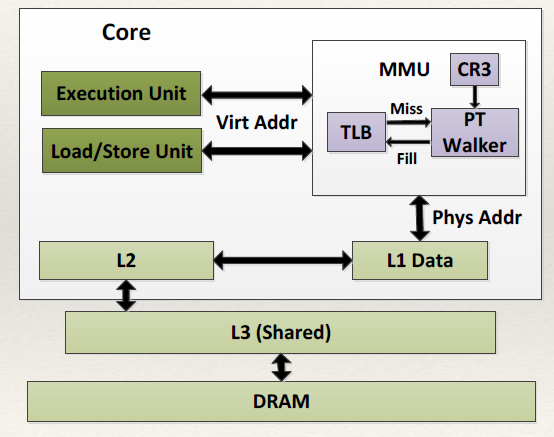 Core
MMU
CR3
Execution Unit
Virt Addr
Load/Store Unit
TLB
Miss
Fill
PT
Walker
Phys Addr
L2
L1 Data
L3 (Shared)
DRAM